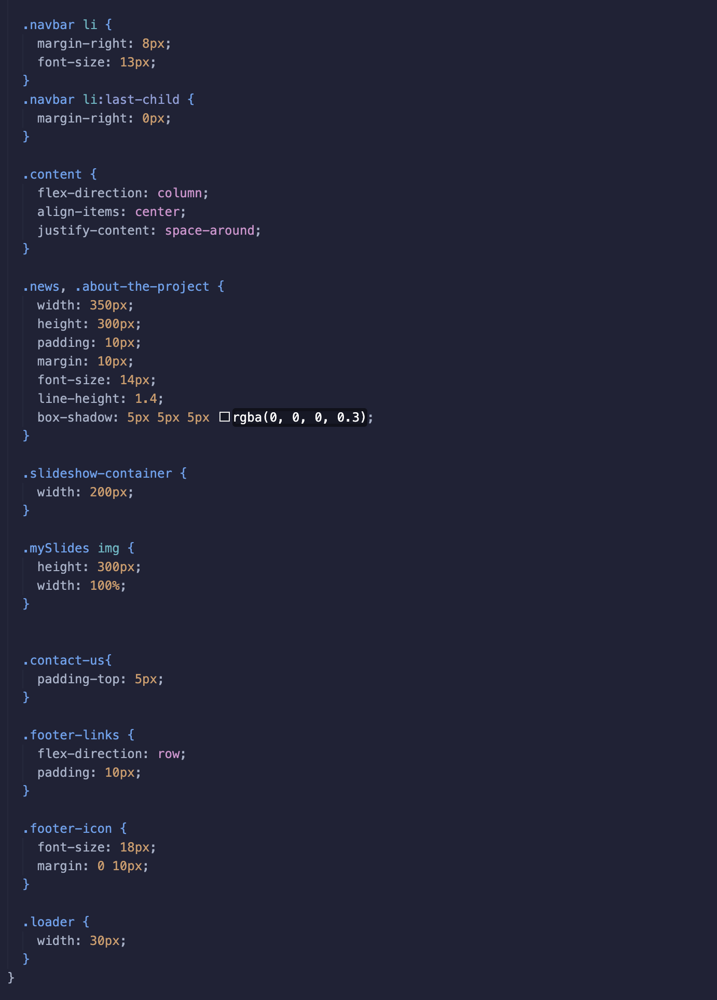 .navbar li {
margin-right: 8px;
font-size: 13px;
}
.navbar li:last-child {
margin-right: 0px;
}
.content {
flex-direction: column;
align-items: center;
justify-content: space-around;
}
.news, .about-the-project {
width: 350px;
height: 300px;
padding: 10px;
margin: 10px;
font-size: 14px;
line-height: 1.4;
box-shadow: 5px 5px 5px rgba(0, 0, 0, 0.3);
}
.slideshow-container {
width: 200px;
}
.mySlides img {
height: 300px;
width: 100%;
}
.contact-us{
padding-top: 5px;
}
.footer-links {
flex-direction: row;
padding: 10px;
}
.footer-icon {
font-size: 18px;
margin: 0 10px;
}
.loader {
width: 30px;
}
}